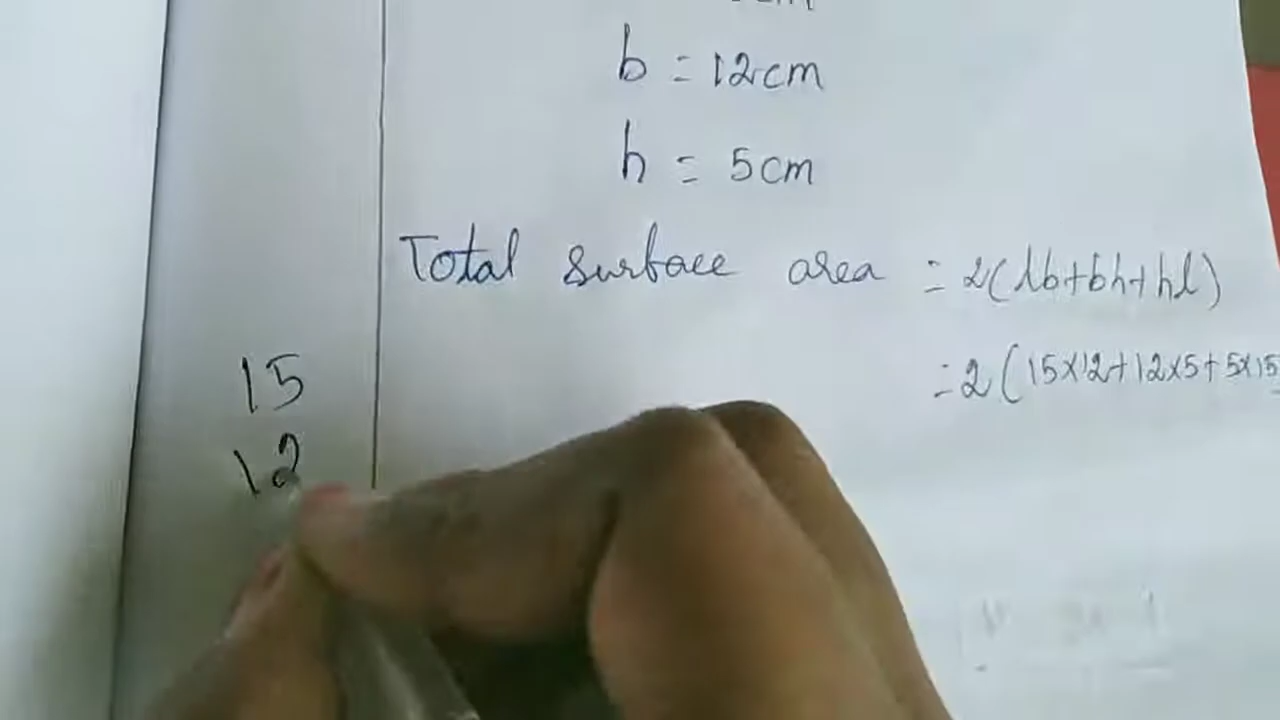 b = 12cm
h = 5cm
Total surface area = 2(lb+bh+hl)
= 2(15×12+12×5+5×15
15
12